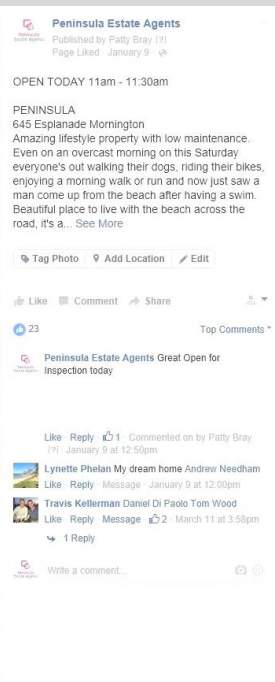 Peninsula Estate Agents
Published by Patty Bray [?]
Page Liked · January 9 ·
OPEN TODAY 11am - 11:30am
PENINSULA
645 Esplanade Mornington
Amazing lifestyle property with low maintenance.
Even on an overcast morning on this Saturday
everyone's out walking their dogs, riding their bikes,
enjoying a morning walk or run and now just saw a
man come up from the beach after having a swim.
Beautiful place to live with the beach across the
road, it's a... See More
Tag Photo Add Location Edit
Like Comment Share
23 Top Comments
Peninsula Estate Agents Great Open for
Inspection today
Like · Reply · 1 · Commented on by Patty Bray
[?] · January 9 at 12:50pm
Lynette Phelan My dream home Andrew Needham
Like · Reply · Message · January 9 at 12:00pm
Travis Kellerman Daniel Di Paolo Tom Wood
Like · Reply · Message · 2 · March 11 at 3:58pm
1 Reply
Write a comment...